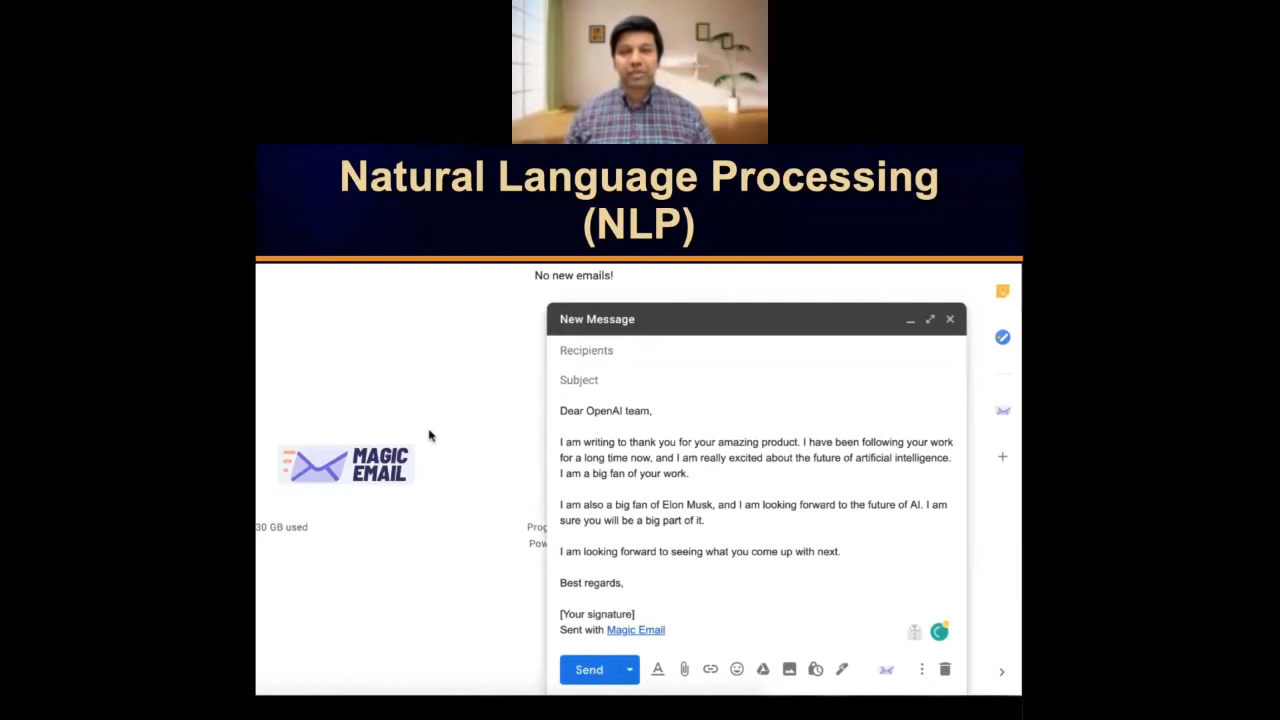 Natural Language Processing
(NLP)
No new emails!
New Message
Recipients
Subject
Dear OpenAI team,
I am writing to thank you for your amazing product. I have been following your work
for a long time now, and I am really excited about the future of artificial intelligence.
I am a big fan of your work.
I am also a big fan of Elon Musk, and I am looking forward to the future of AI. I am
sure you will be a big part of it.
I am looking forward to seeing what you come up with next.
Best regards,
[Your signature]
Sent with Magic Email
Send
MAGIC
EMAIL
30 GB used
Prog
Pow